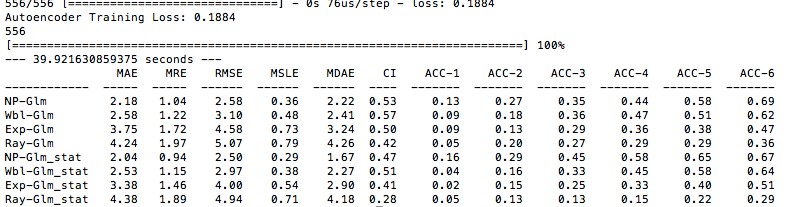 556/556 [==============================] - 0s 76us/step - loss: 0.1884
Autoencoder Training Loss: 0.1884
556
[=========================================================================] 100%
--- 39.921630859375 seconds ---
MAE MRE RMSE MSLE MDAE CI ACC-1 ACC-2 ACC-3 ACC-4 ACC-5 ACC-6
------------ ----- ----- ------ ------ ------ ---- ------- ------- ------- ------- ------- -------
NP-Glm 2.18 1.04 2.58 0.36 2.22 0.53 0.13 0.27 0.35 0.44 0.58 0.69
Wbl-Glm 2.58 1.22 3.10 0.48 2.41 0.57 0.09 0.18 0.36 0.47 0.51 0.62
Exp-Glm 3.75 1.72 4.58 0.73 3.24 0.50 0.09 0.13 0.29 0.36 0.38 0.47
Ray-Glm 4.24 1.97 5.07 0.79 4.26 0.42 0.05 0.20 0.27 0.29 0.29 0.36
NP-Glm_stat 2.04 0.94 2.50 0.29 1.67 0.47 0.16 0.29 0.45 0.58 0.65 0.67
Wbl-Glm_stat 2.53 1.15 2.97 0.38 2.27 0.51 0.04 0.16 0.33 0.45 0.58 0.64
Exp-Glm_stat 3.38 1.46 4.00 0.54 2.90 0.41 0.02 0.15 0.25 0.33 0.40 0.51
Ray-Glm_stat 4.38 1.89 4.94 0.71 4.18 0.28 0.05 0.13 0.13 0.15 0.22 0.29